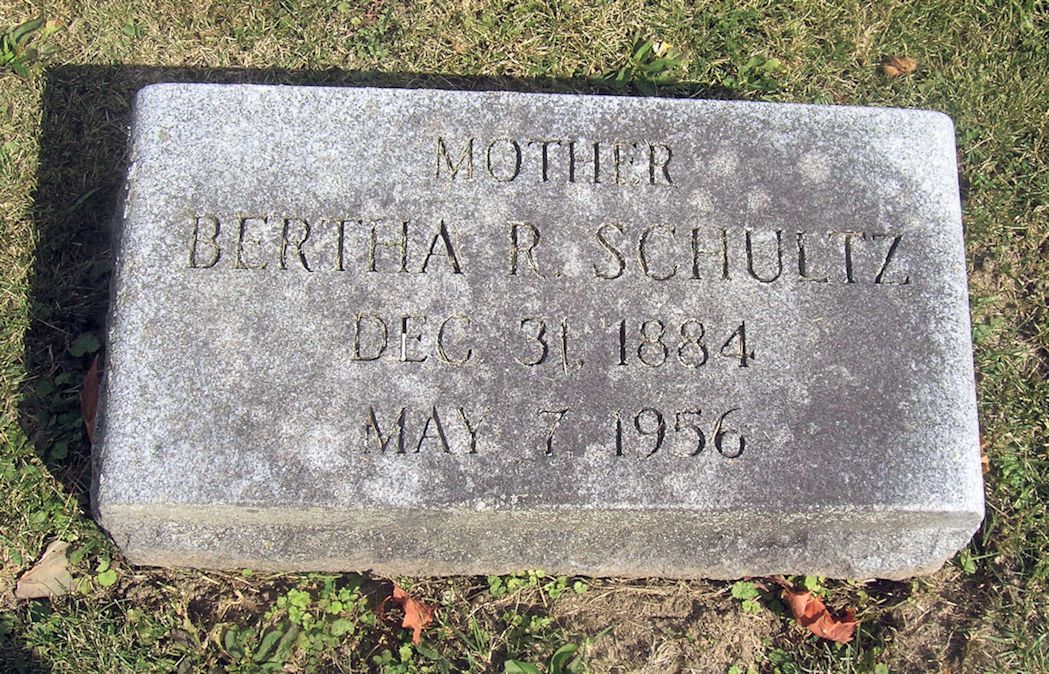 MOTHER
BERTHA R. SCHULTZ
DEC 31, 1884
MAY 7, 1956